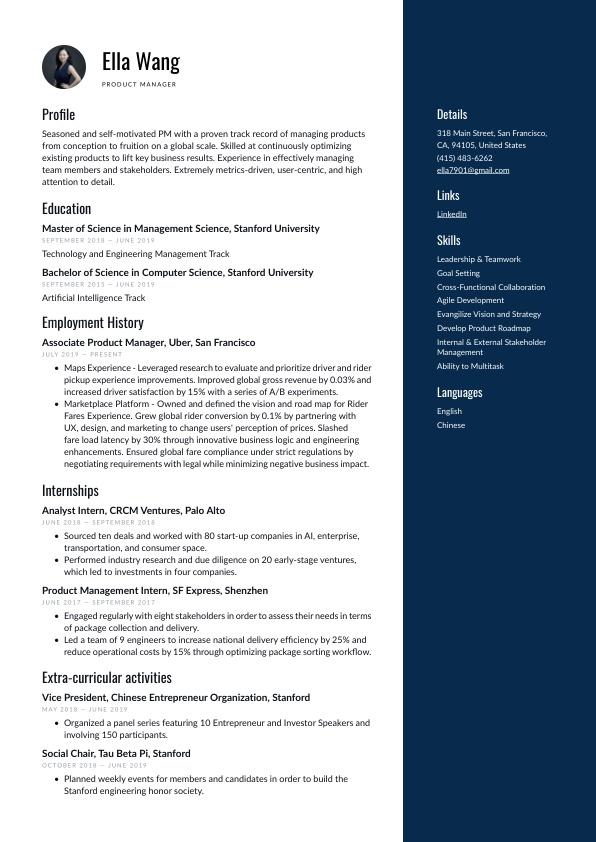 Ella Wang
PRODUCT MANAGER
Profile
Seasoned and self-motivated PM with a proven track record of managing products
from conception to fruition on a global scale. Skilled at continuously optimizing
existing products to lift key business results. Experience in effectively managing
team members and stakeholders. Extremely metrics-driven, user-centric, and high
attention to detail.
Education
Master of Science in Management Science, Stanford University
SEPTEMBER 2018 — JUNE 2019
Technology and Engineering Management Track
Bachelor of Science in Computer Science, Stanford University
SEPTEMBER 2015 — JUNE 2019
Artificial Intelligence Track
Employment History
Associate Product Manager, Uber, San Francisco
JULY 2019 — PRESENT
• Maps Experience - Leveraged research to evaluate and prioritize driver and rider
pickup experience improvements. Improved global gross revenue by 0.03% and
increased driver satisfaction by 15% with a series of A/B experiments.
• Marketplace Platform - Owned and defined the vision and road map for Rider
Fares Experience. Grew global rider conversion by 0.1% by partnering with
UX, design, and marketing to change users' perception of prices. Slashed
fare load latency by 30% through innovative business logic and engineering
enhancements. Ensured global fare compliance under strict regulations by
negotiating requirements with legal while minimizing negative business impact.
Internships
Analyst Intern, CRCM Ventures, Palo Alto
JUNE 2018 — SEPTEMBER 2018
• Sourced ten deals and worked with 80 start-up companies in AI, enterprise,
transportation, and consumer space.
• Performed industry research and due diligence on 20 early-stage ventures,
which led to investments in four companies.
Product Management Intern, SF Express, Shenzhen
JUNE 2017 — SEPTEMBER 2017
• Engaged regularly with eight stakeholders in order to assess their needs in terms
of package collection and delivery.
• Led a team of 9 engineers to increase national delivery efficiency by 25% and
reduce operational costs by 15% through optimizing package sorting workflow.
Extra-curricular activities
Vice President, Chinese Entrepreneur Organization, Stanford
MAY 2018 — JUNE 2019
• Organized a panel series featuring 10 Entrepreneur and Investor Speakers and
involving 150 participants.
Social Chair, Tau Beta Pi, Stanford
OCTOBER 2018 — JUNE 2019
• Planned weekly events for members and candidates in order to build the
Stanford engineering honor society.
Details
318 Main Street, San Francisco,
CA, 94105, United States
(415) 483-6262
ella7901@gmail.com
Links
LinkedIn
Skills
Leadership & Teamwork
Goal Setting
Cross-Functional Collaboration
Agile Development
Evangilize Vision and Strategy
Develop Product Roadmap
Internal & External Stakeholder
Management
Ability to Multitask
Languages
English
Chinese